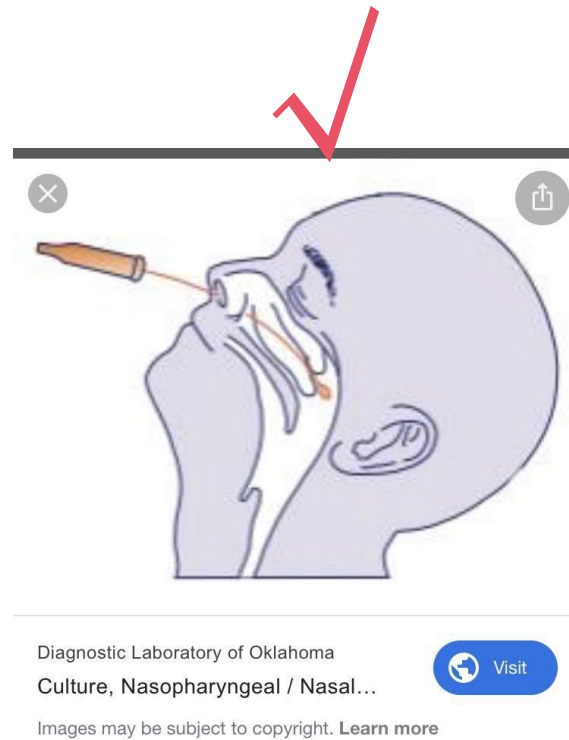 Diagnostic Laboratory of Oklahoma
Visit
Culture, Nasopharyngeal / Nasal...
Images may be subject to copyright. Learn more